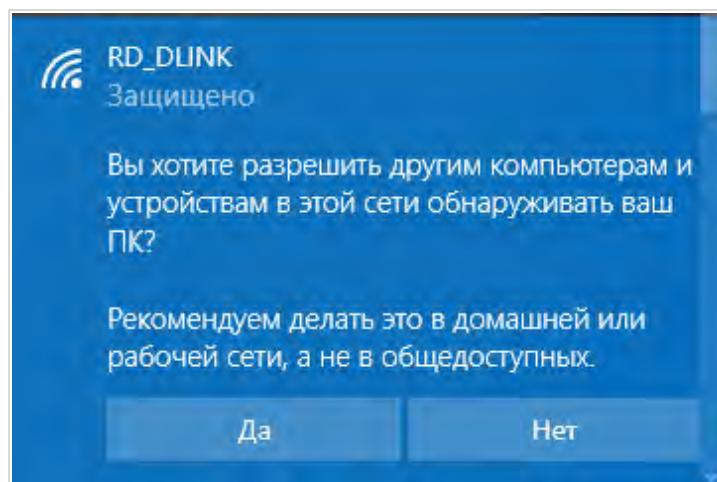 RD_DLINK
Защищено
Вы хотите разрешить другим компьютерам и
устройствам в этой сети обнаруживать ваш
ПК?
Рекомендуем делать это в домашней или
рабочей сети, а не в общедоступных.
Да
Нет